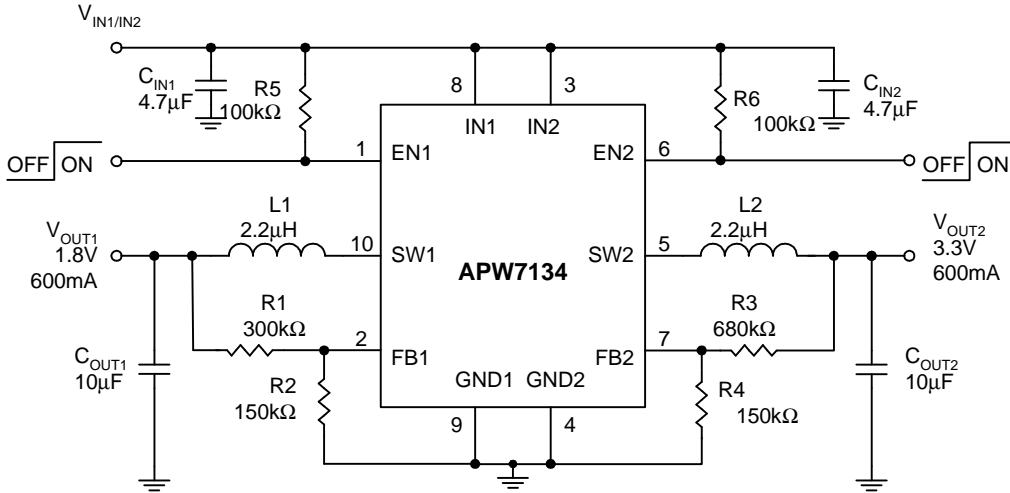 V_IN1/IN2
C_IN1
4.7μF
R5
100kΩ
8
3
R6
100kΩ
C_IN2
4.7μF
IN1
IN2
OFF ON
1
EN1
EN2
6
OFF ON
V_OUT1
1.8V
600mA
L1
2.2μH
10
SW1
APW7134
SW2
5
L2
2.2μH
V_OUT2
3.3V
600mA
R1
300kΩ
2
FB1
FB2
7
R3
680kΩ
C_OUT1
10μF
R2
150kΩ
GND1
GND2
R4
150kΩ
C_OUT2
10μF
9
4